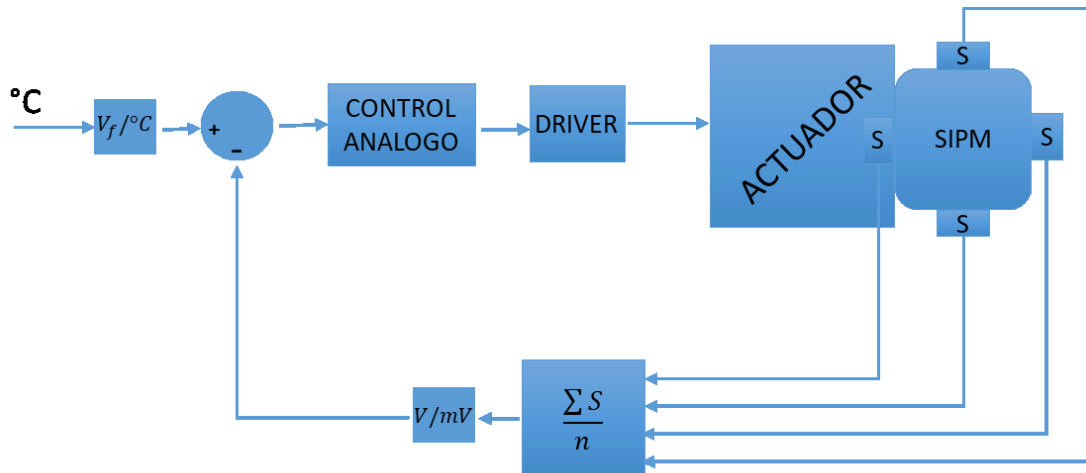 °C
V_f/°C
+
−
CONTROL
ANALOGO
DRIVER
ACTUADOR
S
S
SIPM
S
S
V/mV
∑ S
n